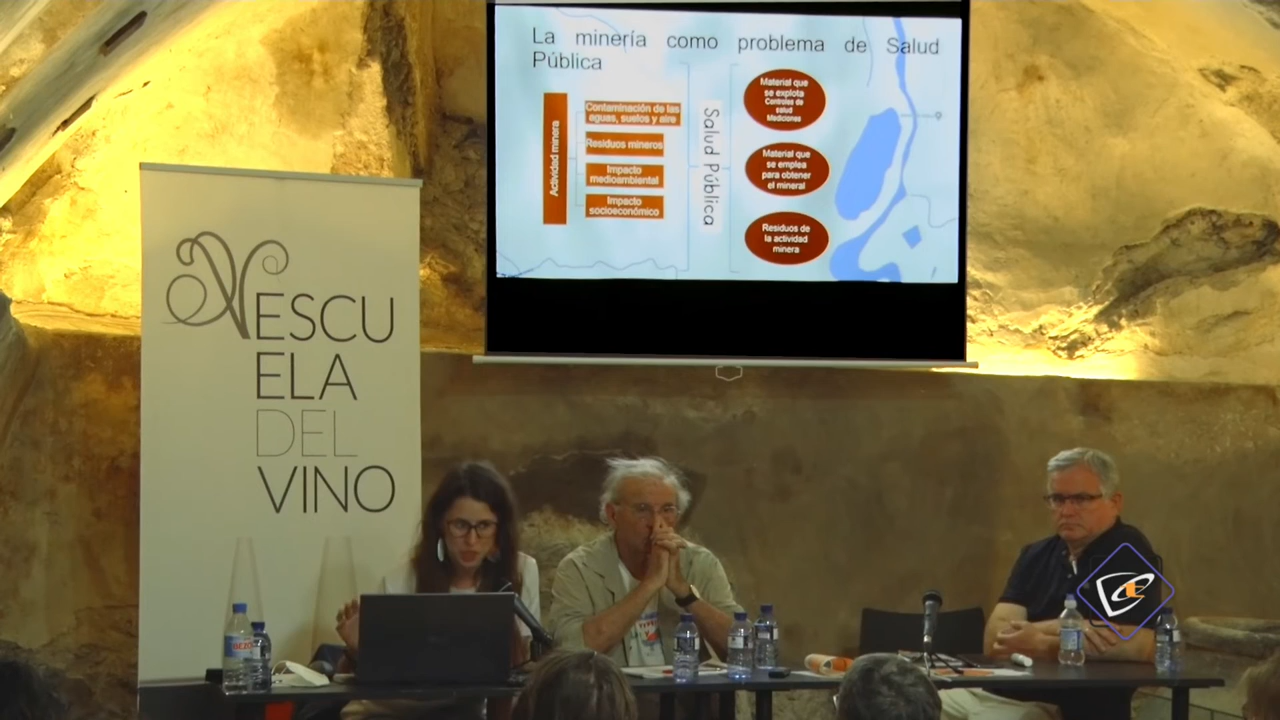 La minería como problema de Salud
Pública
Actividad minera
Contaminación de las
aguas, suelos y aire
Residuos mineros
Impacto
medioambiental
Impacto
socioeconómico
Salud Pública
Material que
se explota
Controles de
salud
Mediciones
Material que
se emplea
para obtener
el mineral
Residuos de
la actividad
minera
ESCU
ELA
DEL
VINO